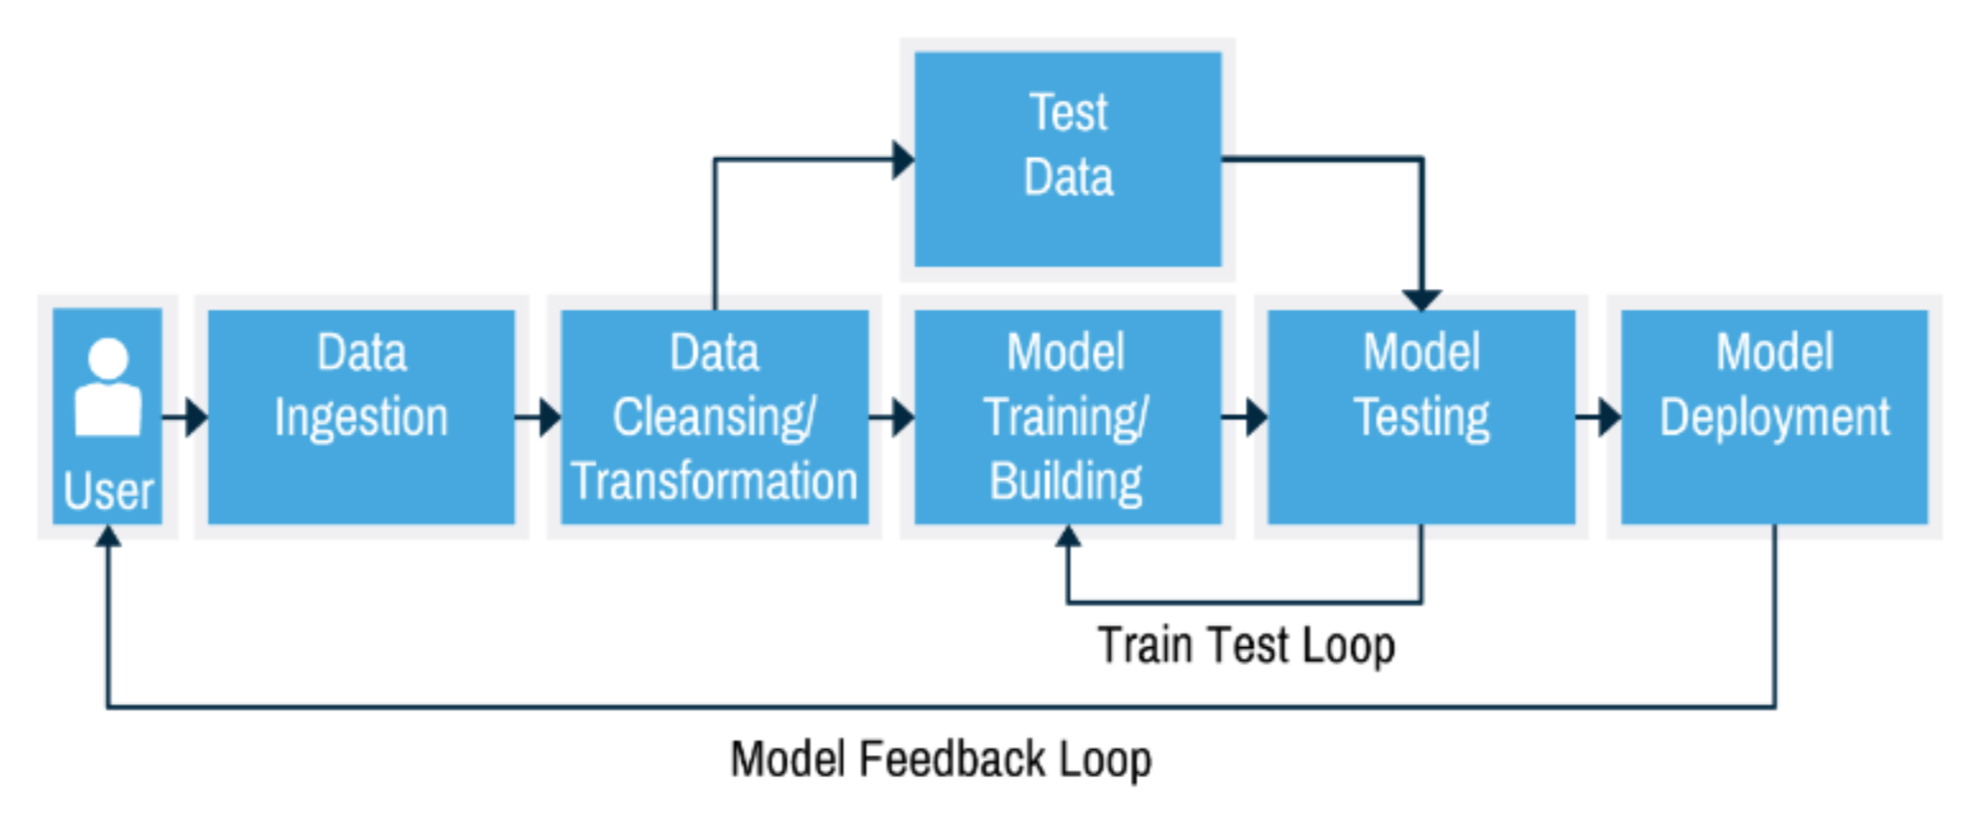 Test
Data
User
Data
Ingestion
Data
Cleansing/
Transformation
Model
Training/
Building
Model
Testing
Model
Deployment
Train Test Loop
Model Feedback Loop